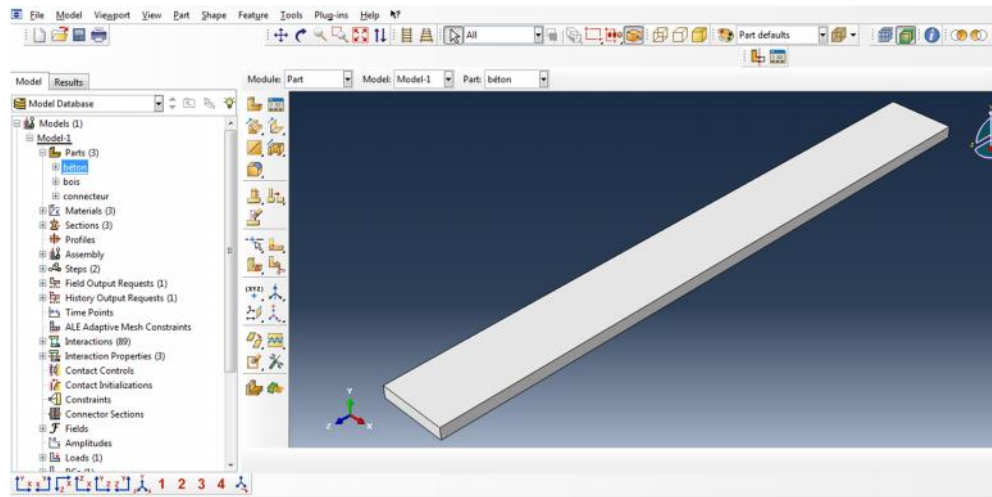 File Model Viewport View Part Shape Feature Tools Plug-ins Help
All Part defaults
Model Results
Module: Part Model: Model-1 Part: béton
Model Database
Models (1)
Model-1
Parts (3)
béton
bois
connecteur
Materials (3)
Sections (3)
Profiles
Assembly
Steps (2)
Field Output Requests (1)
History Output Requests (1)
Time Points
ALE Adaptive Mesh Constraints
Interactions (89)
Interaction Properties (3)
Contact Controls
Contact Initializations
Constraints
Connector Sections
Fields
Amplitudes
Loads (1)
(XYZ)
Y
Z X
1 2 3 4